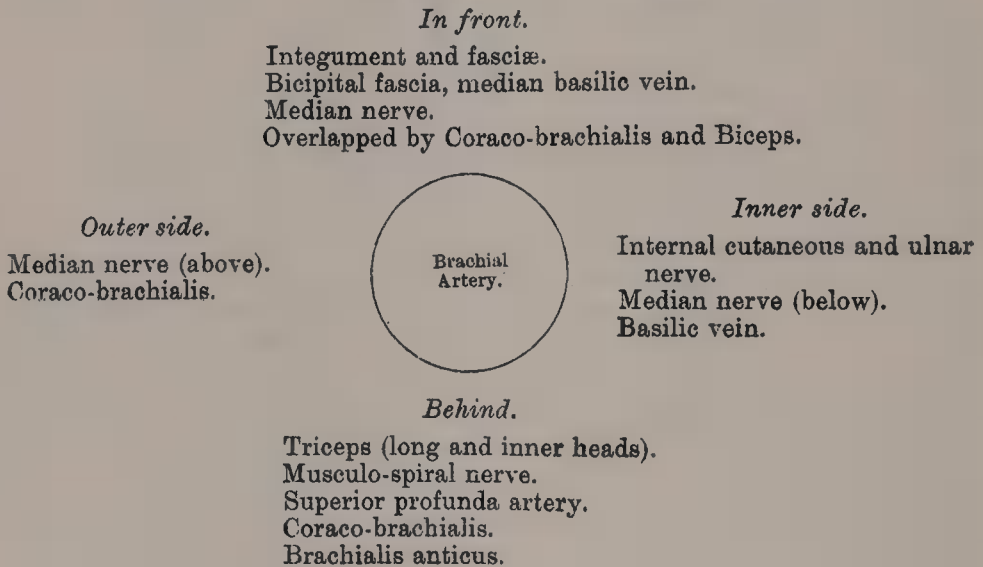 In front.
Integument and fasciæ.
Bicipital fascia, median basilic vein.
Median nerve.
Overlapped by Coraco-brachialis and Biceps.
Outer side.
Median nerve (above).
Coraco-brachialis.
Brachial
Artery.
Inner side.
Internal cutaneous and ulnar
nerve.
Median nerve (below).
Basilic vein.
Behind.
Triceps (long and inner heads).
Musculo-spiral nerve.
Superior profunda artery.
Coraco-brachialis.
Brachialis anticus.